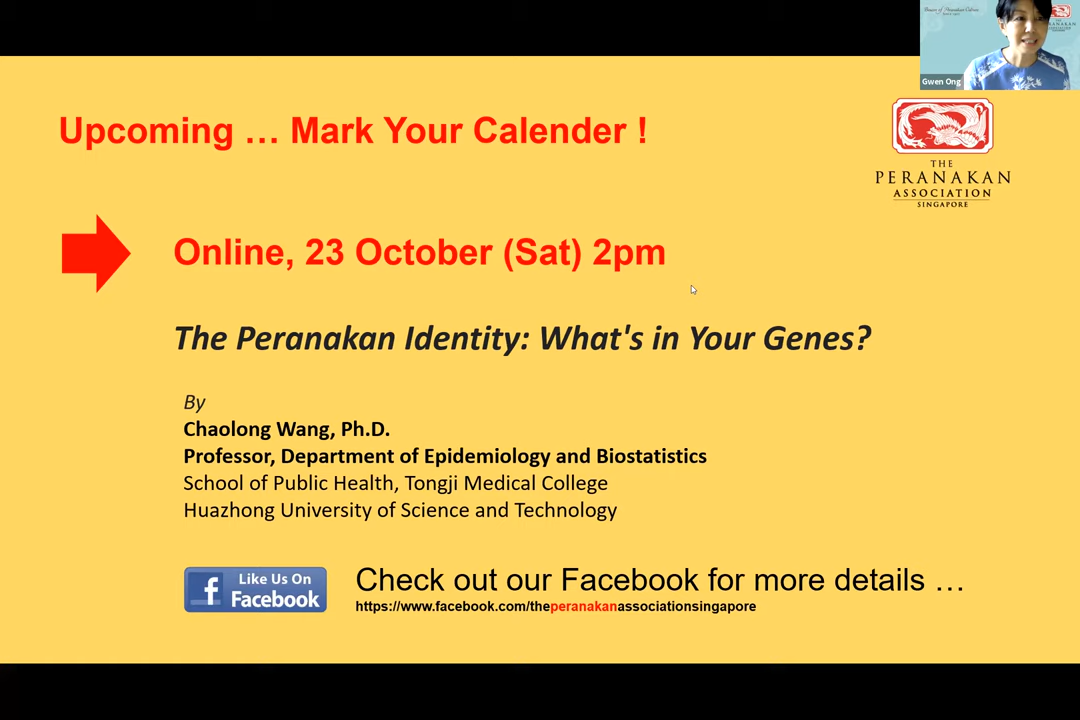 Gwen Ong
Upcoming … Mark Your Calender !
THE
PERANAKAN
ASSOCIATION
SINGAPORE
Online, 23 October (Sat) 2pm
The Peranakan Identity: What's in Your Genes?
By
Chaolong Wang, Ph.D.
Professor, Department of Epidemiology and Biostatistics
School of Public Health, Tongji Medical College
Huazhong University of Science and Technology
f Like Us On
Facebook
Check out our Facebook for more details …
https://www.facebook.com/theperanakanassociationsingapore